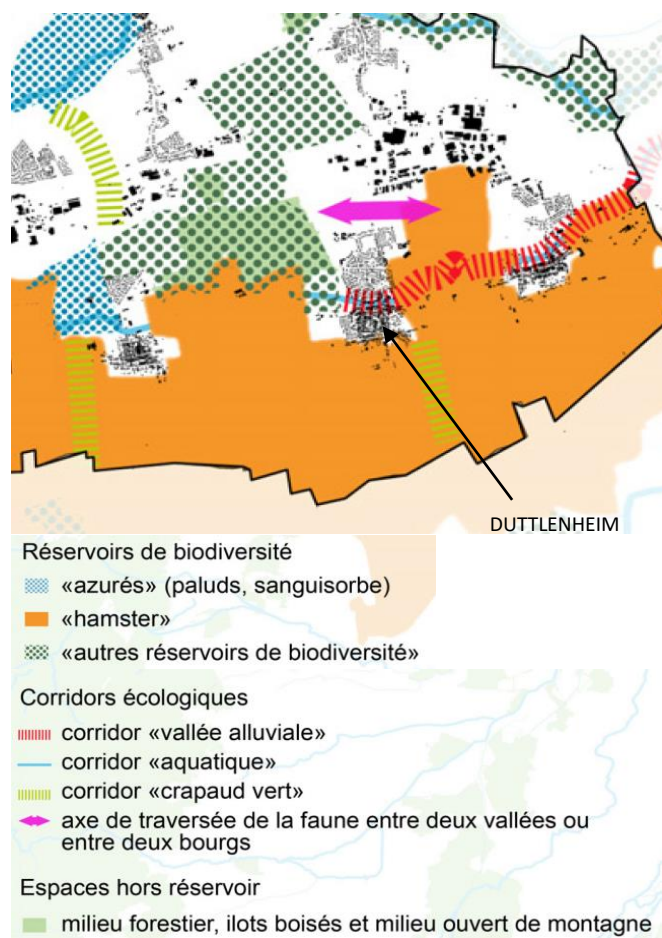 DUTTLENHEIM
Réservoirs de biodiversité
«azurés» (paluds, sanguisorbe)
«hamster»
«autres réservoirs de biodiversité»
Corridors écologiques
corridor «vallée alluviale»
corridor «aquatique»
corridor «crapaud vert»
axe de traversée de la faune entre deux vallées ou
entre deux bourgs
Espaces hors réservoir
milieu forestier, ilots boisés et milieu ouvert de montagne